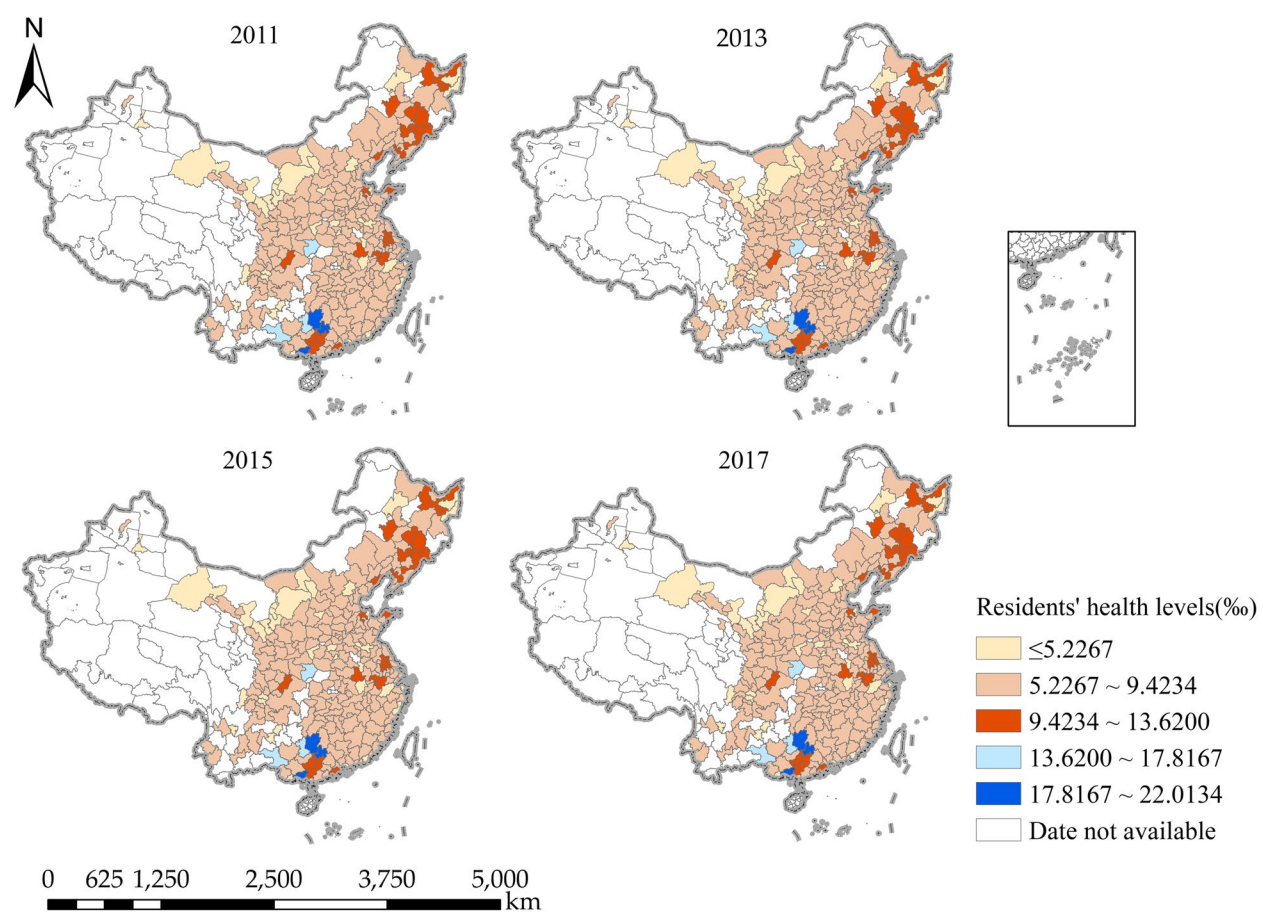 N
2011
2013
2015
2017
Residents' health levels(‰)
≤5.2267
5.2267 ~ 9.4234
9.4234 ~ 13.6200
13.6200 ~ 17.8167
17.8167 ~ 22.0134
Date not available
0 625 1,250 2,500 3,750 5,000
km